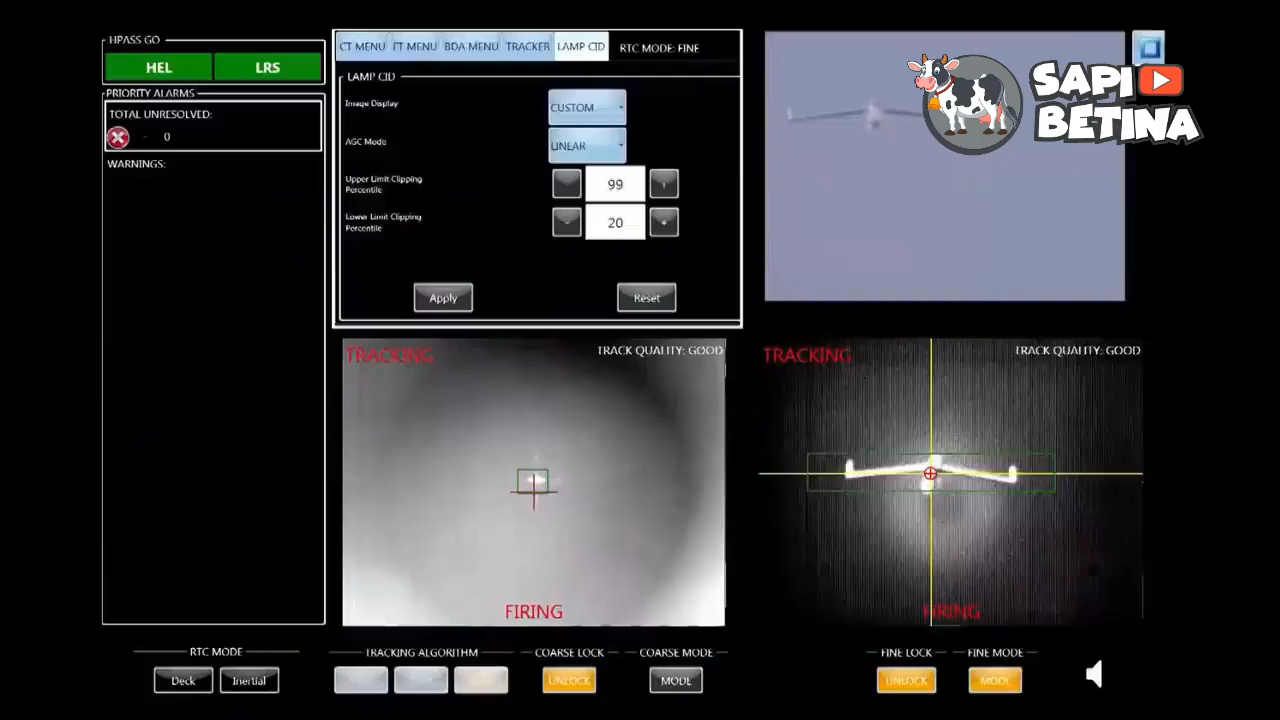 HPASS GO
HEL
LRS
PRIORITY ALARMS
TOTAL UNRESOLVED:
- 0
WARNINGS:
CT MENU
FT MENU
BDA MENU
TRACKER
LAMP CID
RTC MODE: FINE
LAMP CID
Image Display
CUSTOM
AGC Mode
LINEAR
Upper Limit Clipping
Percentile
99
Lower Limit Clipping
Percentile
-
20
+
Apply
Reset
SAPI
BETINA
TRACKING
TRACK QUALITY: GOOD
FIRING
TRACKING
TRACK QUALITY: GOOD
FIRING
RTC MODE
Deck
Inertial
TRACKING ALGORITHM
COARSE LOCK
UNLOCK
COARSE MODE
MODE
FINE LOCK
UNLOCK
FINE MODE
MODE